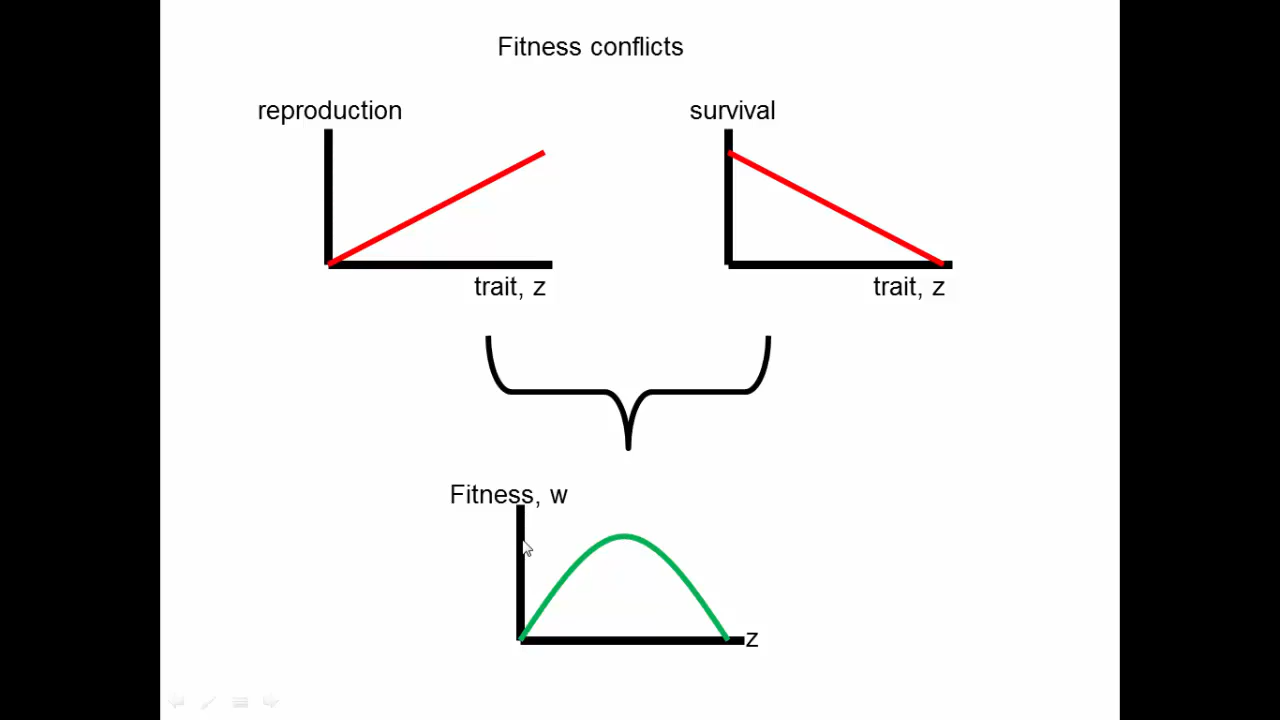 Fitness conflicts
reproduction
survival
trait, z
trait, z
Fitness, w
z